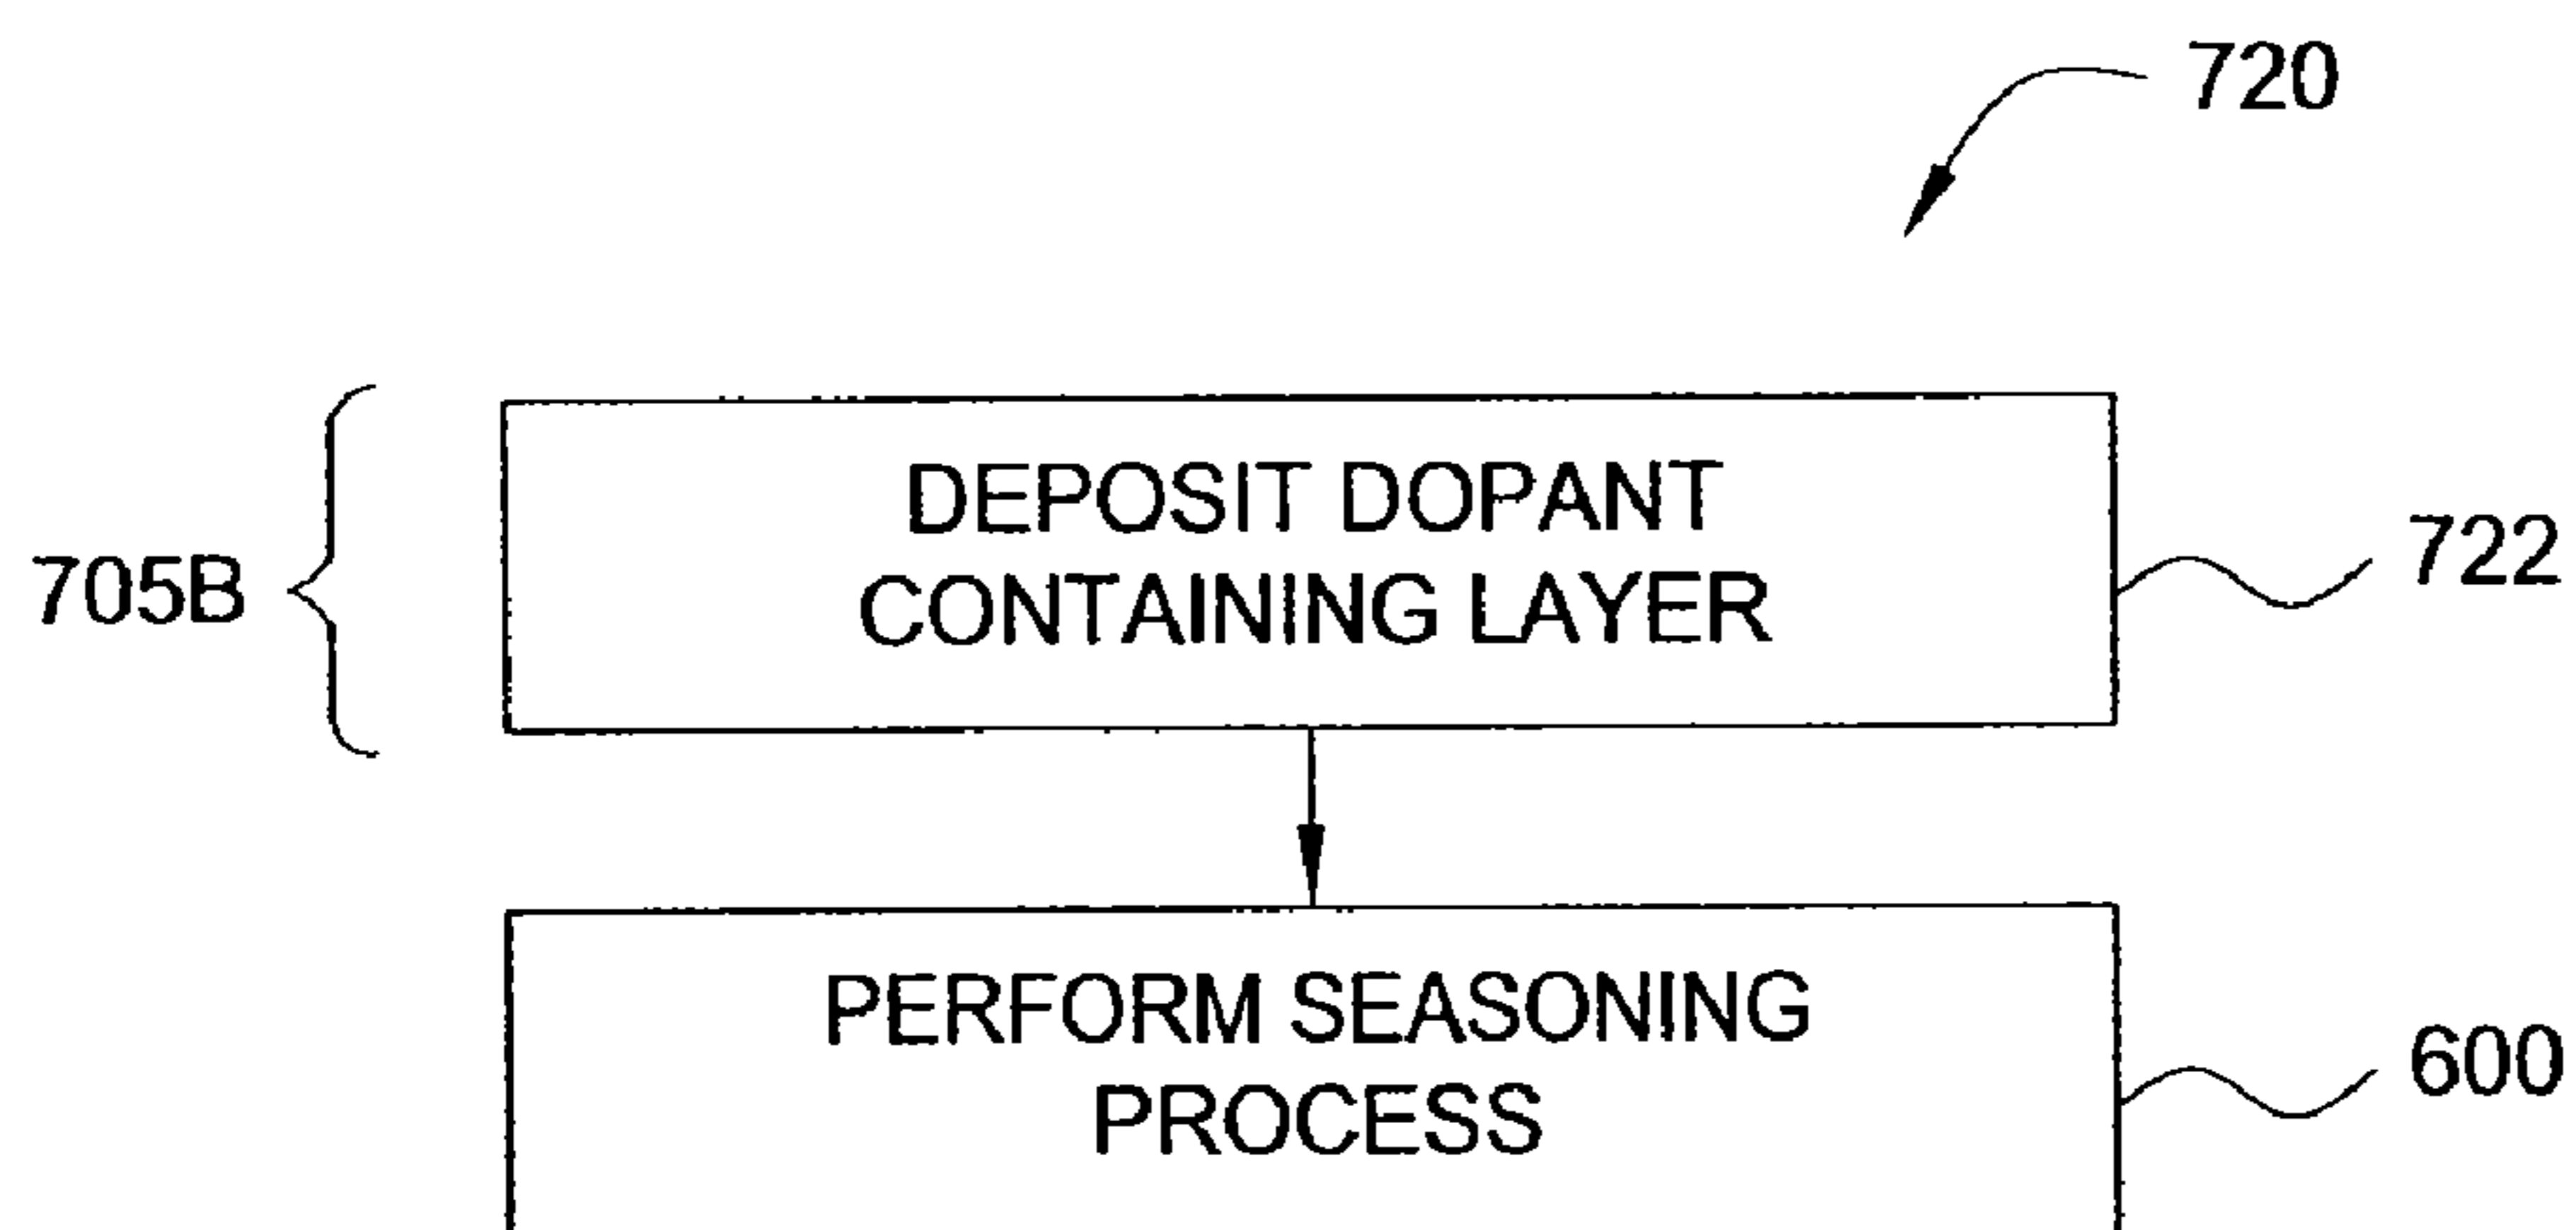 720
DEPOSIT DOPANT
CONTAINING LAYER
705B
722
PERFORM SEASONING
PROCESS
600